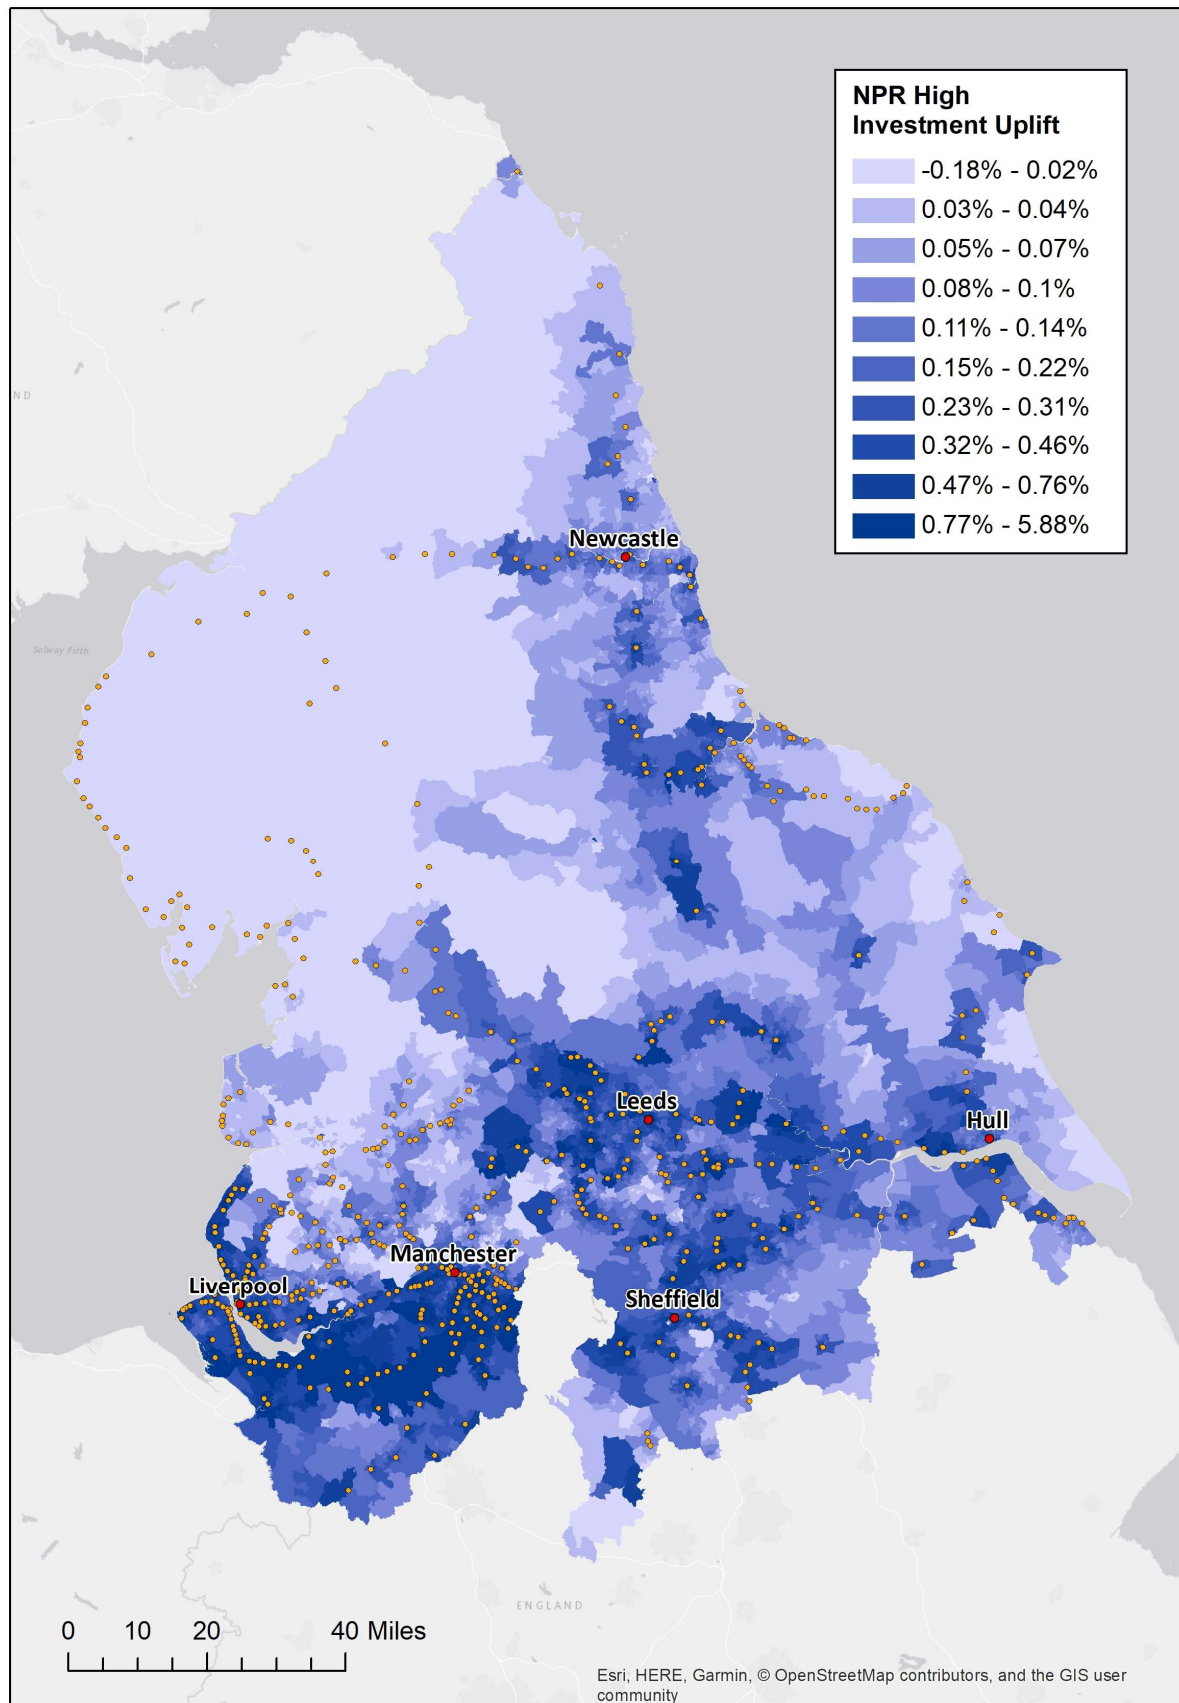 NPR High
Investment Uplift
-0.18% - 0.02%
0.03% - 0.04%
0.05% - 0.07%
0.08% - 0.1%
0.11% - 0.14%
0.15% - 0.22%
0.23% - 0.31%
0.32% - 0.46%
0.47% - 0.76%
0.77% - 5.88%
ND
Newcastle
Solway Firth
Leeds
Hull
Manchester
Liverpool
Sheffield
ENGLAND
0 10 20 40 Miles
Esri, HERE, Garmin, © OpenStreetMap contributors, and the GIS user
community